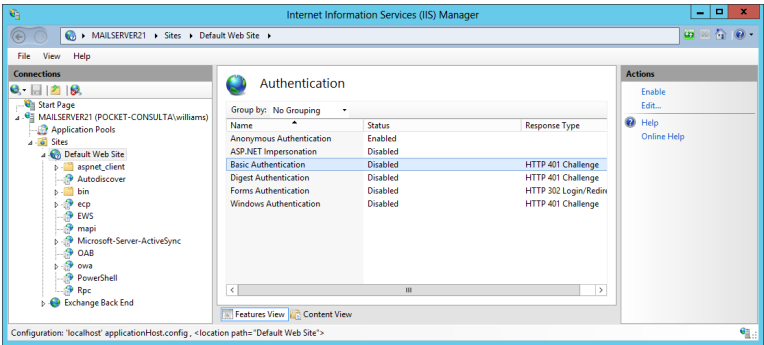 Internet Information Services (IIS) Manager
MAILSERVER21 Sites Default Web Site
File View Help
Connections
Start Page
MAILSERVER21 (POCKET-CONSULTA\williams)
Application Pools
Sites
Default Web Site
aspnet_client
Autodiscover
bin
ecp
EWS
mapi
Microsoft-Server-ActiveSync
OAB
owa
PowerShell
Rpc
Exchange Back End
Authentication
Group by: No Grouping
Name Status Response Type
Anonymous Authentication Enabled
ASP.NET Impersonation Disabled
Basic Authentication Disabled HTTP 401 Challenge
Digest Authentication Disabled HTTP 401 Challenge
Forms Authentication Disabled HTTP 302 Login/Redire
Windows Authentication Disabled HTTP 401 Challenge
Features View Content View
Actions
Enable
Edit...
Help
Online Help
Configuration: 'localhost' applicationHost.config , <location path="Default Web Site">